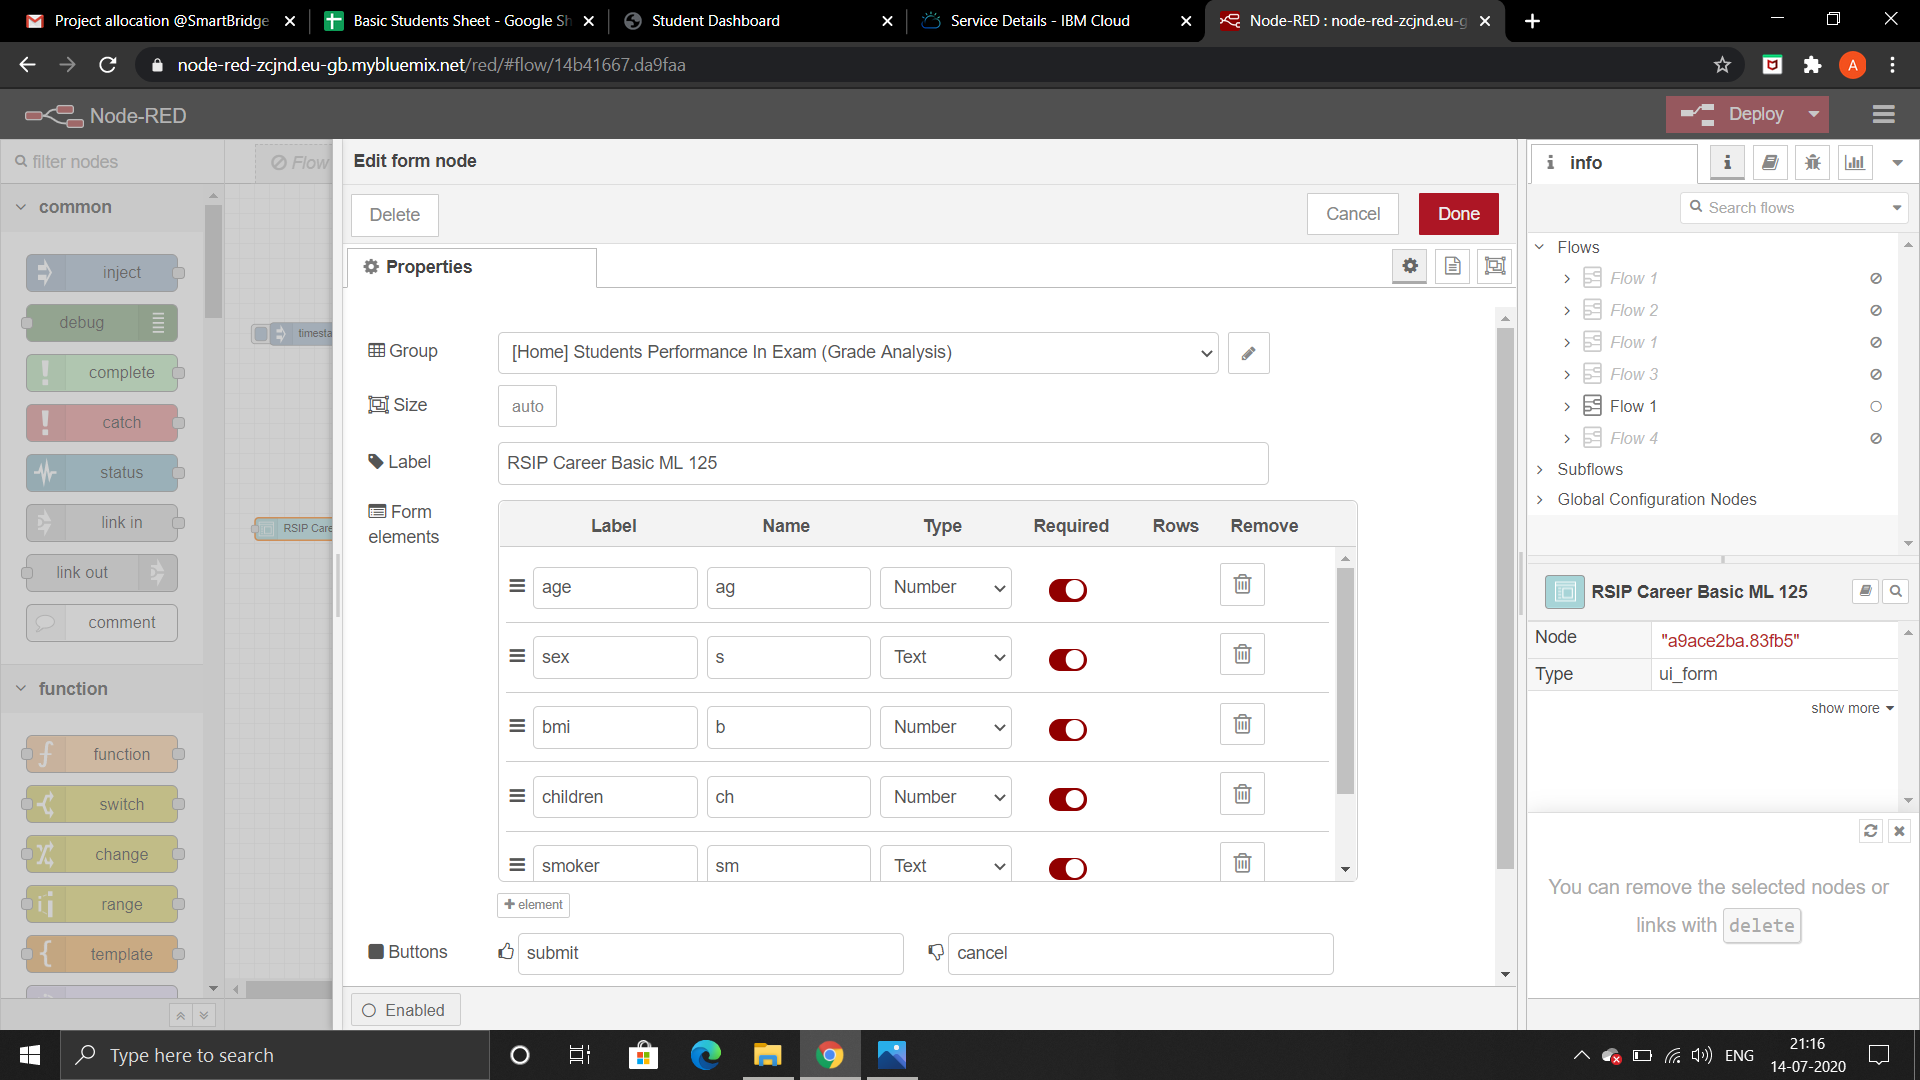 Project allocation @SmartBridge
Basic Students Sheet - Google Sh
Student Dashboard
Service Details - IBM Cloud
Node-RED : node-red-zcjnd.eu-g
node-red-zcjnd.eu-gb.mybluemix.net/red/#flow/14b41667.da9faa
A
Node-RED
Deploy
filter nodes
Flow
common
inject
debug
complete
catch
status
link in
link out
comment
function
function
switch
change
range
template
timesta
RSIP Care
Edit form node
Delete
Cancel
Done
Properties
Group
[Home] Students Performance In Exam (Grade Analysis)
Size
auto
Label
RSIP Career Basic ML 125
Form elements
Label Name Type Required Rows Remove
age ag Number
sex s Text
bmi b Number
children ch Number
smoker sm Text
+ element
Buttons
submit
cancel
Enabled
i info
i
Search flows
Flows
Flow 1
Flow 2
Flow 1
Flow 3
Flow 1
Flow 4
Subflows
Global Configuration Nodes
RSIP Career Basic ML 125
Node "a9ace2ba.83fb5"
Type ui_form
show more
You can remove the selected nodes or
links with delete
Type here to search
ENG
21:16
14-07-2020